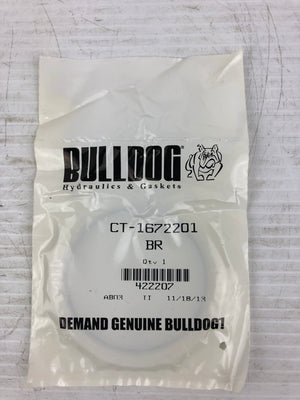 BULLDOG
Hydraulics & Gaskets
CT-1672201
BR
Qty 1
422207
AB03 II 11/18/13
DEMAND GENUINE BULLDOG!